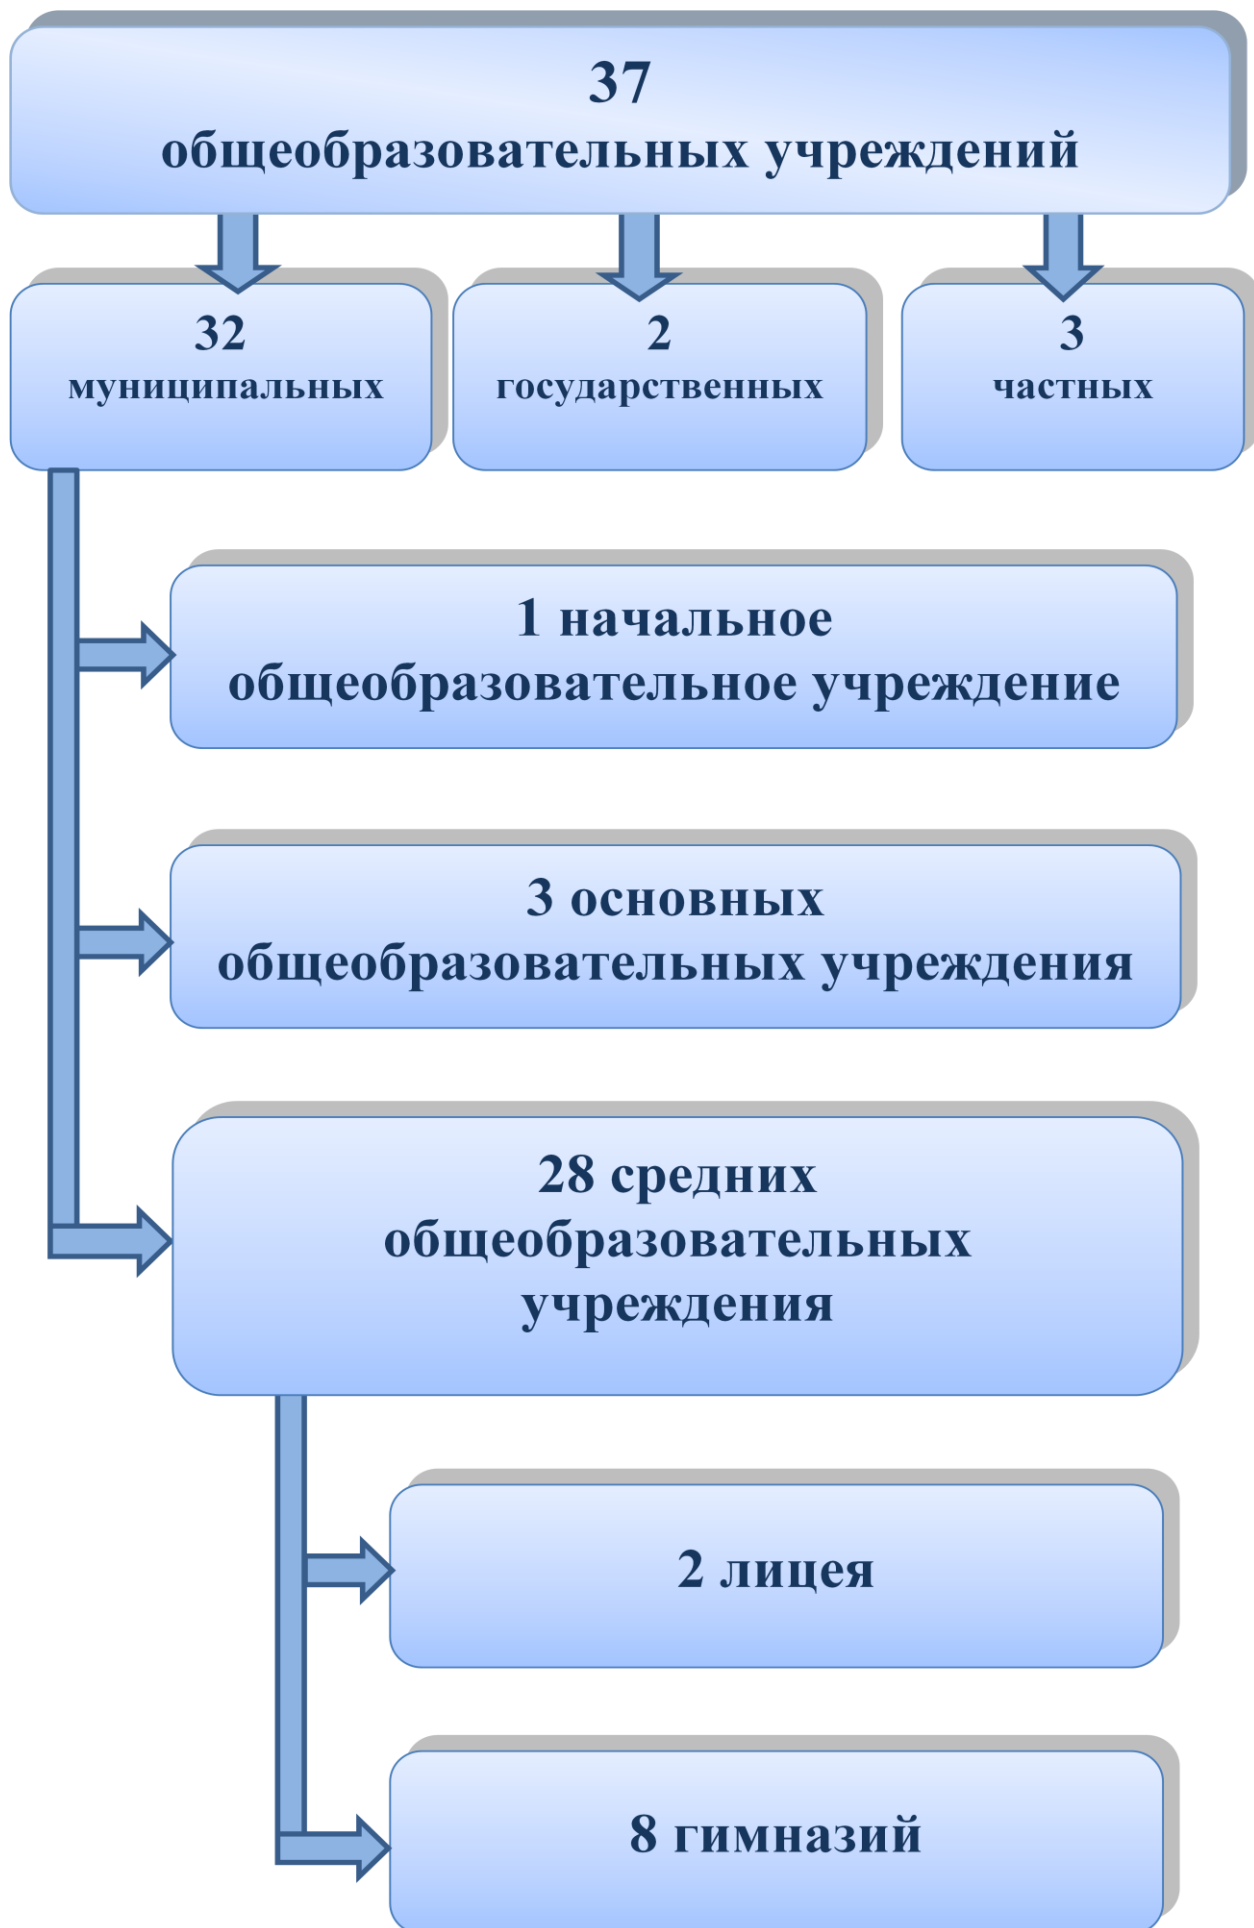 37
общеобразовательных учреждений
32
муниципальных
2
государственных
3
частных
1 начальное
общеобразовательное учреждение
3 основных
общеобразовательных учреждения
28 средних
общеобразовательных
учреждения
2 лицея
8 гимназий